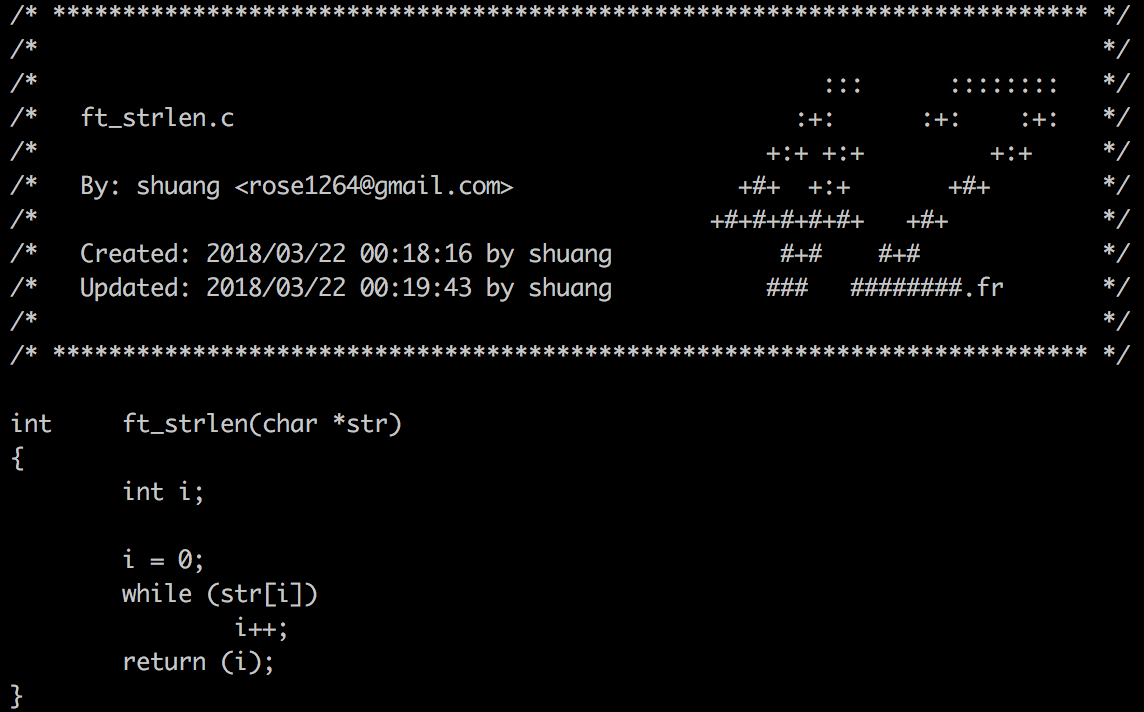 /* ************************************************************************** */
/*                                                                            */
/*                                                        :::      ::::::::   */
/*   ft_strlen.c                                        :+:      :+:    :+:   */
/*                                                    +:+ +:+         +:+     */
/*   By: shuang <rose1264@gmail.com>                +#+  +:+       +#+        */
/*                                                +#+#+#+#+#+   +#+           */
/*   Created: 2018/03/22 00:18:16 by shuang            #+#    #+#             */
/*   Updated: 2018/03/22 00:19:43 by shuang           ###   ########.fr       */
/*                                                                            */
/* ************************************************************************** */

int     ft_strlen(char *str)
{
        int i;

        i = 0;
        while (str[i])
                i++;
        return (i);
}